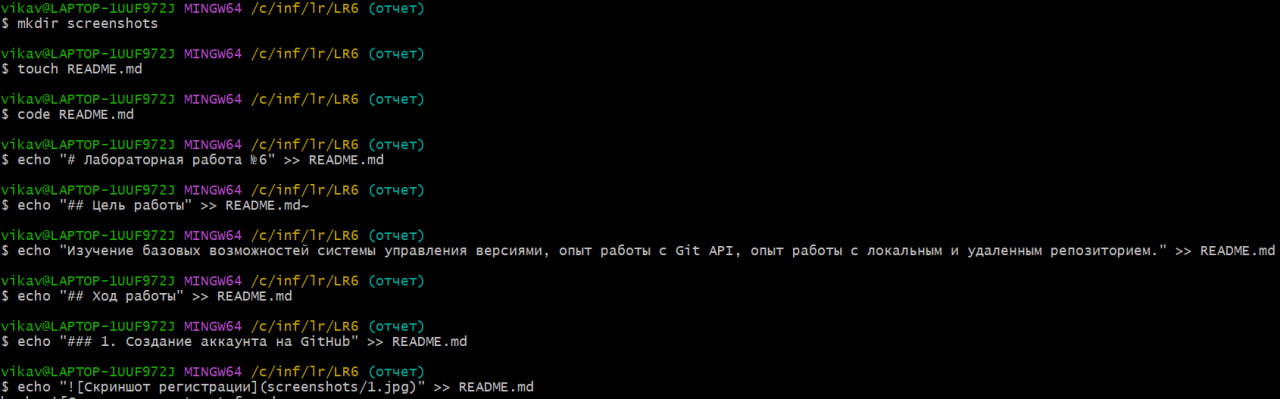 vikav@LAPTOP-1UUF972J MINGW64 /c/inf/lr/LR6 (отчет)
$ mkdir screenshots
vikav@LAPTOP-1UUF972J MINGW64 /c/inf/lr/LR6 (отчет)
$ touch README.md
vikav@LAPTOP-1UUF972J MINGW64 /c/inf/lr/LR6 (отчет)
$ code README.md
vikav@LAPTOP-1UUF972J MINGW64 /c/inf/lr/LR6 (отчет)
$ echo "# Лабораторная работа №6" >> README.md
vikav@LAPTOP-1UUF972J MINGW64 /c/inf/lr/LR6 (отчет)
$ echo "## Цель работы" >> README.md~
vikav@LAPTOP-1UUF972J MINGW64 /c/inf/lr/LR6 (отчет)
$ echo "Изучение базовых возможностей системы управления версиями, опыт работы с Git API, опыт работы с локальным и удаленным репозиторием." >> README.md
vikav@LAPTOP-1UUF972J MINGW64 /c/inf/lr/LR6 (отчет)
$ echo "## Ход работы" >> README.md
vikav@LAPTOP-1UUF972J MINGW64 /c/inf/lr/LR6 (отчет)
$ echo "### 1. Создание аккаунта на GitHub" >> README.md
vikav@LAPTOP-1UUF972J MINGW64 /c/inf/lr/LR6 (отчет)
$ echo "![Скриншот регистрации](screenshots/1.jpg)" >> README.md